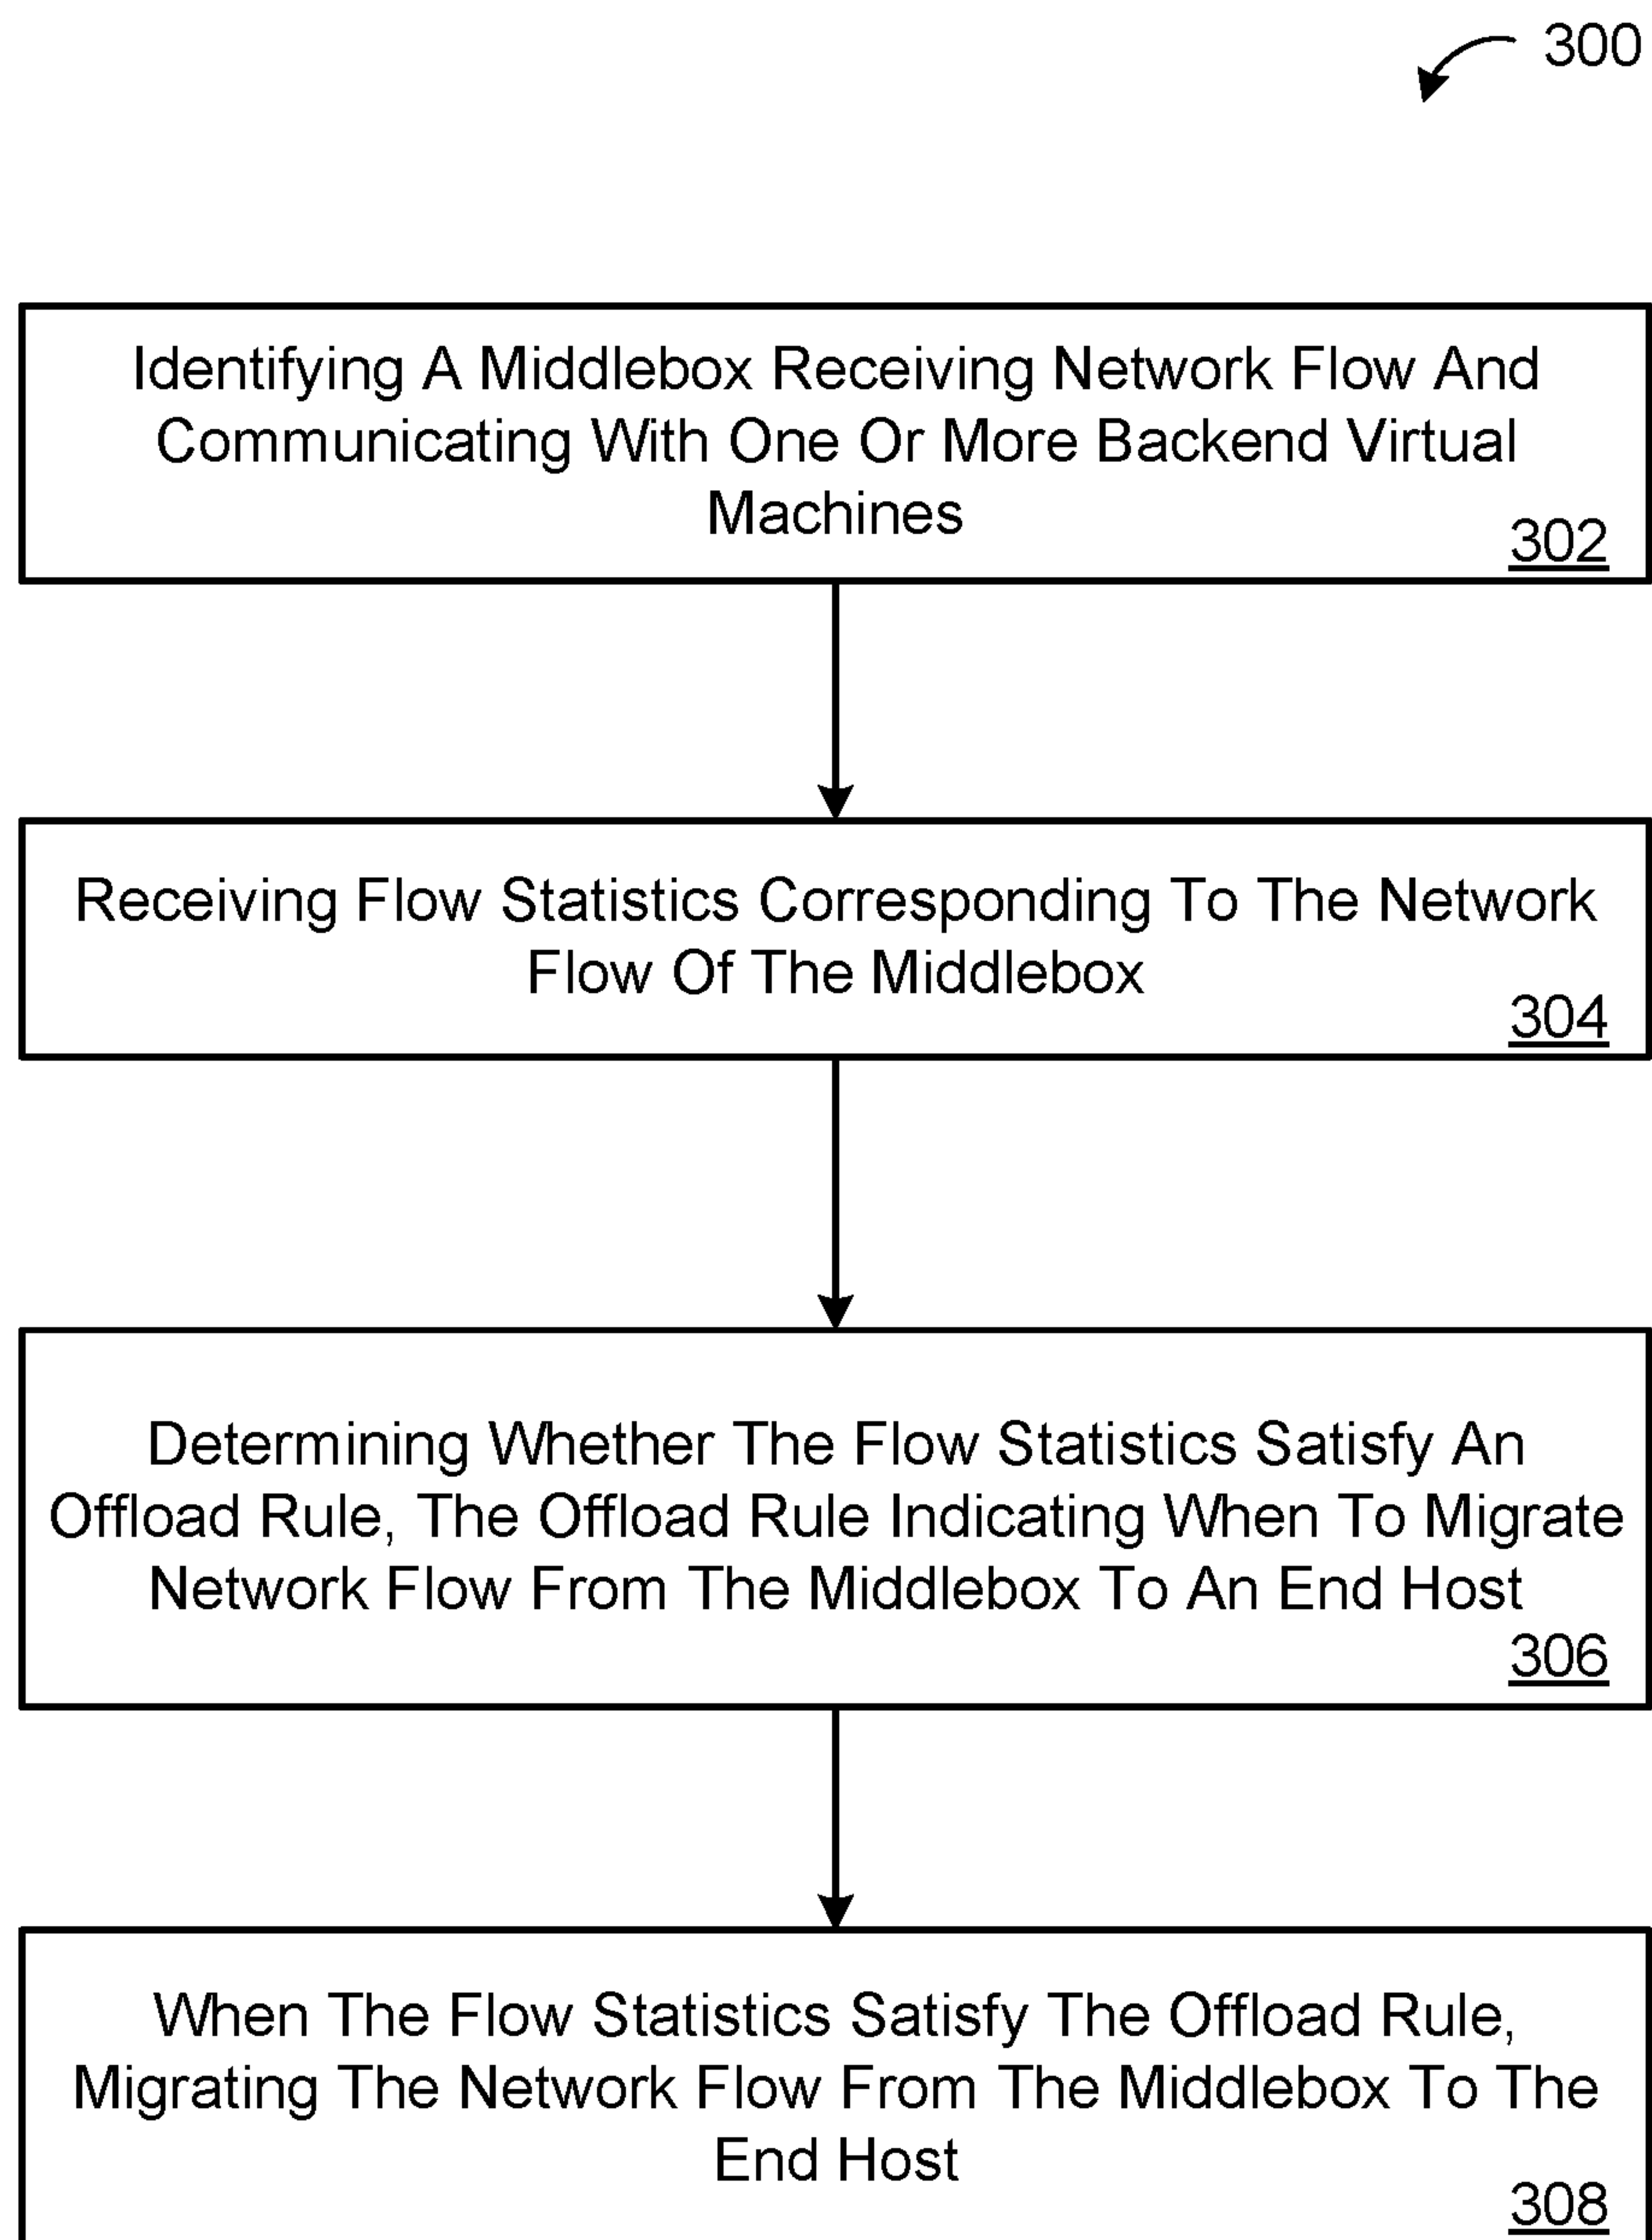 300
Identifying A Middlebox Receiving Network Flow And
Communicating With One Or More Backend Virtual
Machines
302
Receiving Flow Statistics Corresponding To The Network
Flow Of The Middlebox
304
Determining Whether The Flow Statistics Satisfy An
Offload Rule, The Offload Rule Indicating When To Migrate
Network Flow From The Middlebox To An End Host
306
When The Flow Statistics Satisfy The Offload Rule,
Migrating The Network Flow From The Middlebox To The
End Host
308